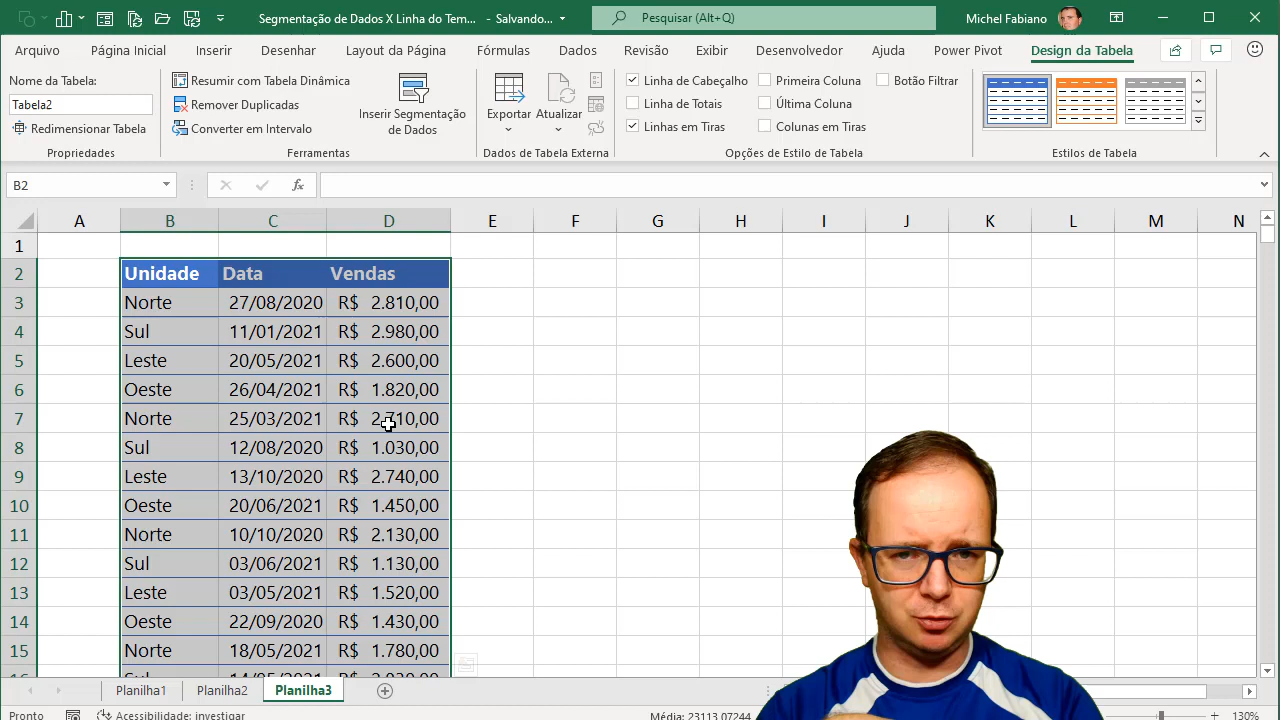 Segmentação de Dados X Linha do Tem... - Salvando...
Pesquisar (Alt+Q)
Michel Fabiano
Arquivo Página Inicial Inserir Desenhar Layout da Página Fórmulas Dados Revisão Exibir Desenvolvedor Ajuda Power Pivot Design da Tabela
Nome da Tabela:
Tabela2
Redimensionar Tabela
Propriedades
Resumir com Tabela Dinâmica
Remover Duplicadas
Converter em Intervalo
Inserir Segmentação
de Dados
Ferramentas
Exportar Atualizar
Dados de Tabela Externa
Linha de Cabeçalho Primeira Coluna Botão Filtrar
Linha de Totais Última Coluna
Linhas em Tiras Colunas em Tiras
Opções de Estilo de Tabela
Estilos de Tabela
B2 fx
A B C D E F G H I J K L M N
1
2 Unidade Data Vendas
3 Norte 27/08/2020 R$ 2.810,00
4 Sul 11/01/2021 R$ 2.980,00
5 Leste 20/05/2021 R$ 2.600,00
6 Oeste 26/04/2021 R$ 1.820,00
7 Norte 25/03/2021 R$ 2.710,00
8 Sul 12/08/2020 R$ 1.030,00
9 Leste 13/10/2020 R$ 2.740,00
10 Oeste 20/06/2021 R$ 1.450,00
11 Norte 10/10/2020 R$ 2.130,00
12 Sul 03/06/2021 R$ 1.130,00
13 Leste 03/05/2021 R$ 1.520,00
14 Oeste 22/09/2020 R$ 1.430,00
15 Norte 18/05/2021 R$ 1.780,00
Planilha1 Planilha2 Planilha3
Pronto Acessibilidade: investigar Média: 23113,07244 130%